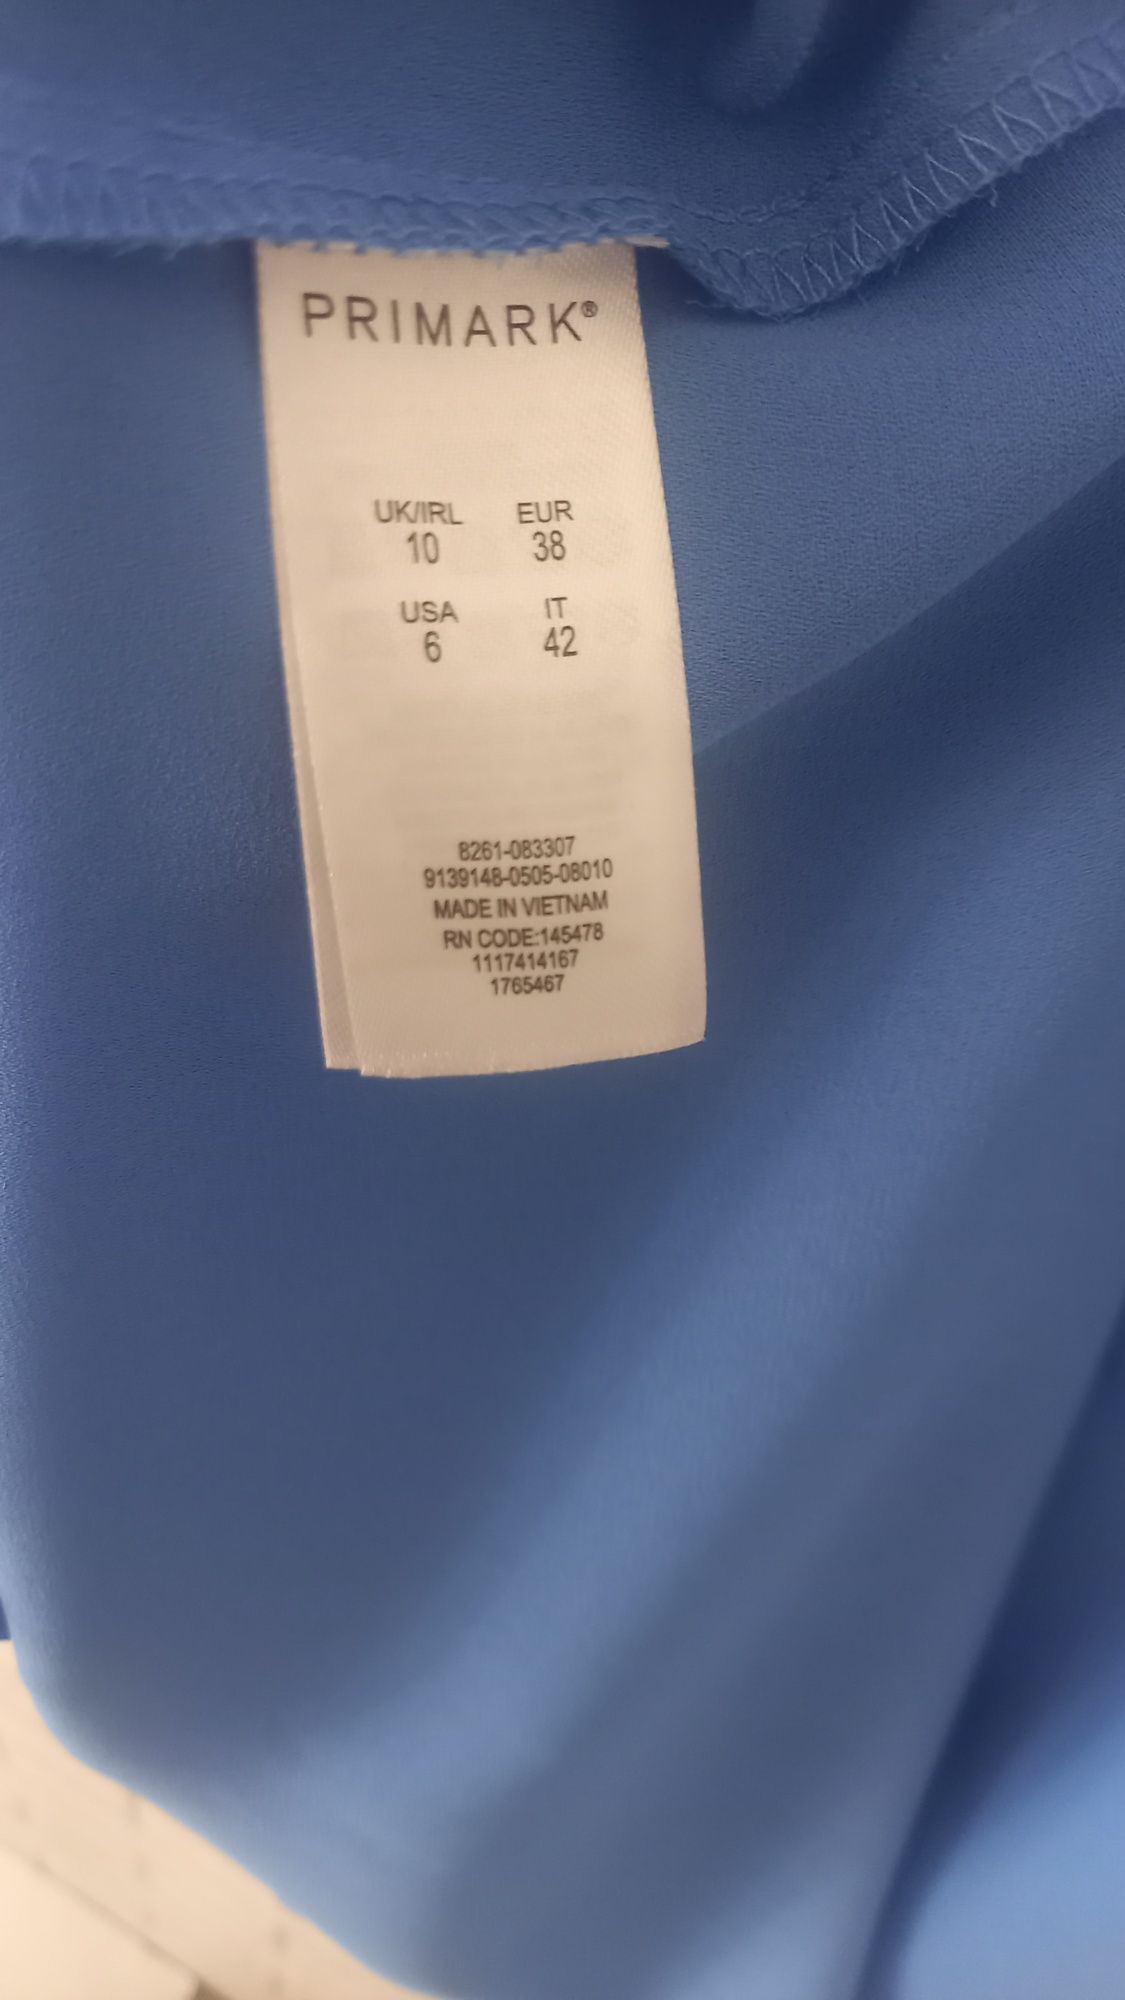 PRIMARK®
UK/IRL EUR
10 38
USA IT
6 42
8261-083307
9139148-0505-08010
MADE IN VIETNAM
RN CODE:145478
1117414167
1765467